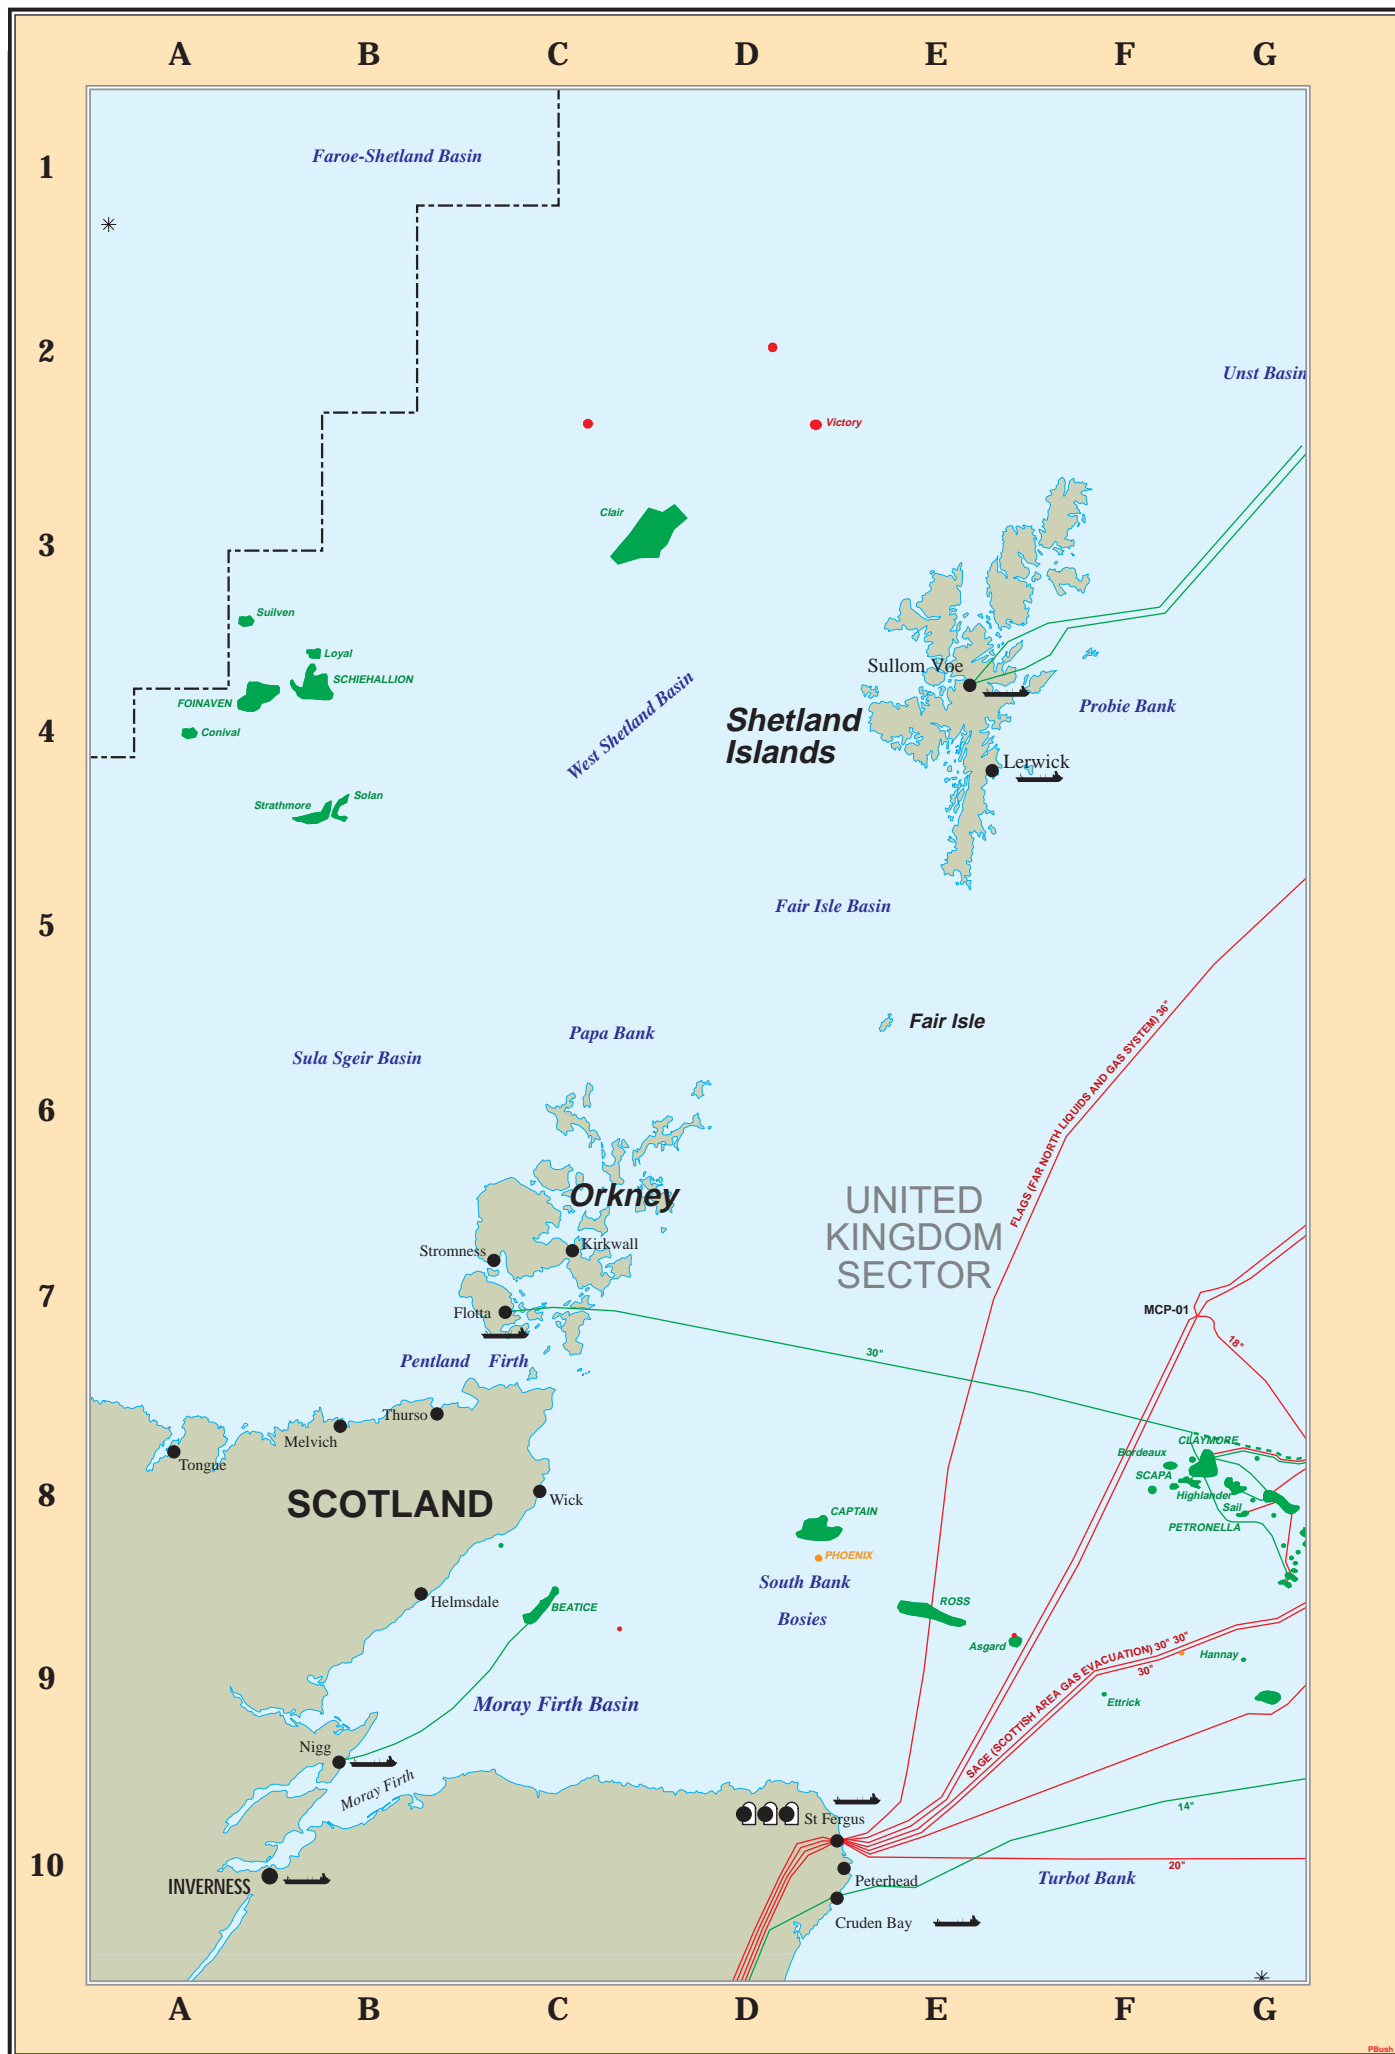 A B C D E F G
1
Faroe-Shetland Basin
2
Unst Basin
Victory
Clair
3
Suilven
Loyal
SCHIEHALLION
FOINAVEN
Conival
4
West Shetland Basin
Sullom Voe
Shetland
Islands
Probie Bank
Lerwick
Strathmore
Solan
5
Fair Isle Basin
Fair Isle
Papa Bank
Sula Sgeir Basin
FLAGS (FAR NORTH LIQUIDS AND GAS SYSTEM) 36"
6
Orkney
UNITED
KINGDOM
SECTOR
Stromness
Kirkwall
7
Flotta
MCP-01
18"
30"
Pentland Firth
Thurso
Melvich
Tongue
CLAYMORE
Bordeaux
SCAPA
Highlander
Sail
PETRONELLA
8
SCOTLAND
Wick
CAPTAIN
PHOENIX
South Bank
Bosies
Helmsdale
BEATICE
ROSS
Asgard
9
SAGE (SCOTTISH AREA GAS EVACUATION) 30" 30"
30"
Hannay
Ettrick
Moray Firth Basin
Nigg
Moray Firth
St Fergus
14"
10
20"
INVERNESS
Peterhead
Turbot Bank
Cruden Bay
A B C D E F G
PBush